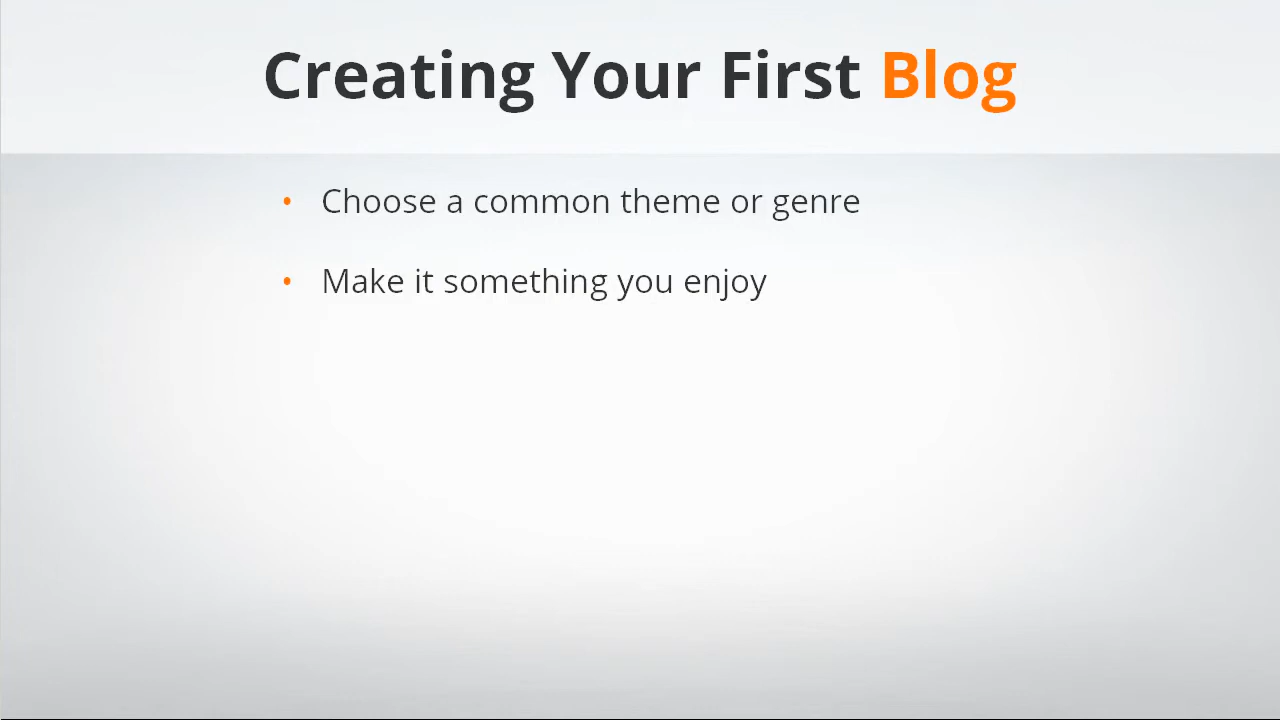 Creating Your First Blog
• Choose a common theme or genre
• Make it something you enjoy